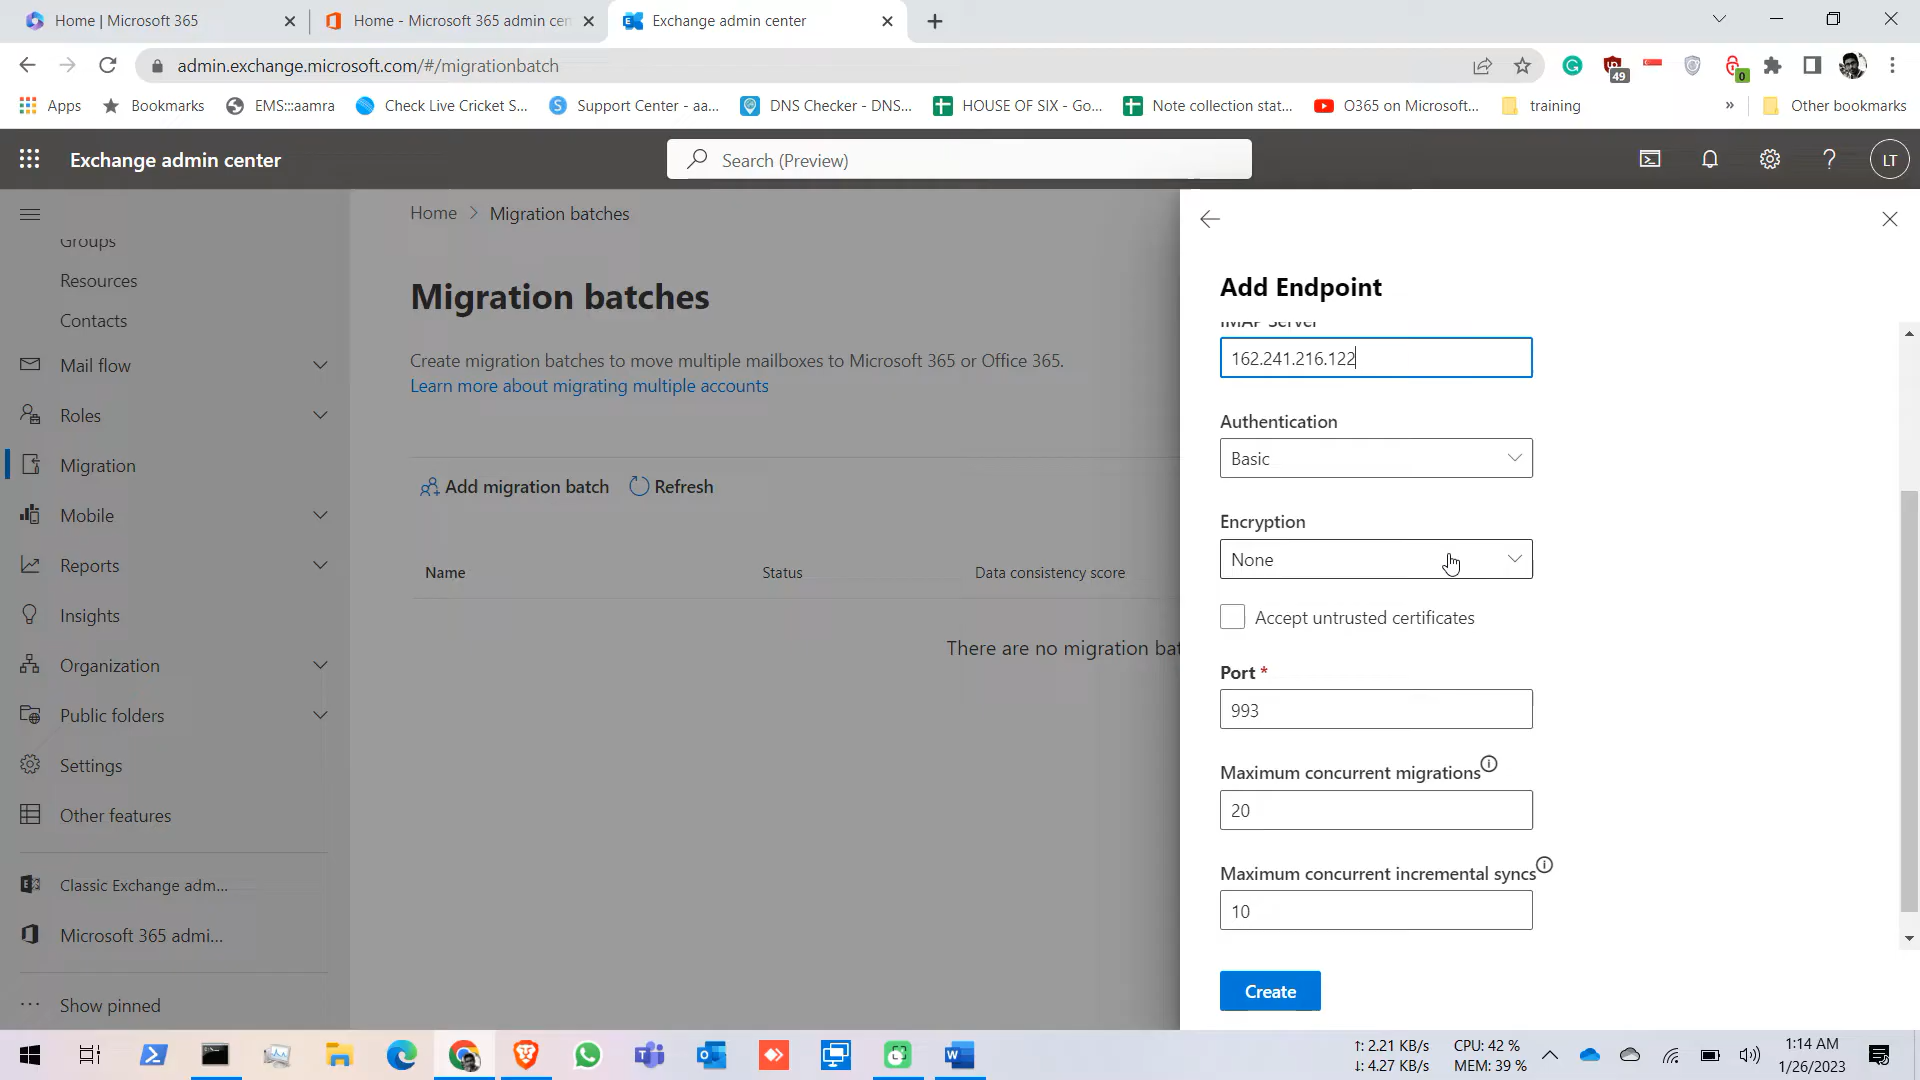 Home | Microsoft 365
Home - Microsoft 365 admin cen
Exchange admin center
admin.exchange.microsoft.com/#/migrationbatch
49
0
Apps
Bookmarks
EMS:::aamra
Check Live Cricket S...
Support Center - aa...
DNS Checker - DNS...
HOUSE OF SIX - Go...
Note collection stat...
O365 on Microsoft...
training
»
Other bookmarks
Exchange admin center
Search (Preview)
?
LT
Groups
Resources
Contacts
Mail flow
Roles
Migration
Mobile
Reports
Insights
Organization
Public folders
Settings
Other features
Classic Exchange adm...
Microsoft 365 admi...
Show pinned
Home > Migration batches
Migration batches
Create migration batches to move multiple mailboxes to Microsoft 365 or Office 365.
Learn more about migrating multiple accounts
Add migration batch
Refresh
Name
Status
Data consistency score
There are no migration bat
Add Endpoint
IMAP Server
162.241.216.122
Authentication
Basic
Encryption
None
Accept untrusted certificates
Port *
993
Maximum concurrent migrations
20
Maximum concurrent incremental syncs
10
Create
↑: 2.21 KB/s
↓: 4.27 KB/s
CPU: 42 %
MEM: 39 %
1:14 AM
1/26/2023